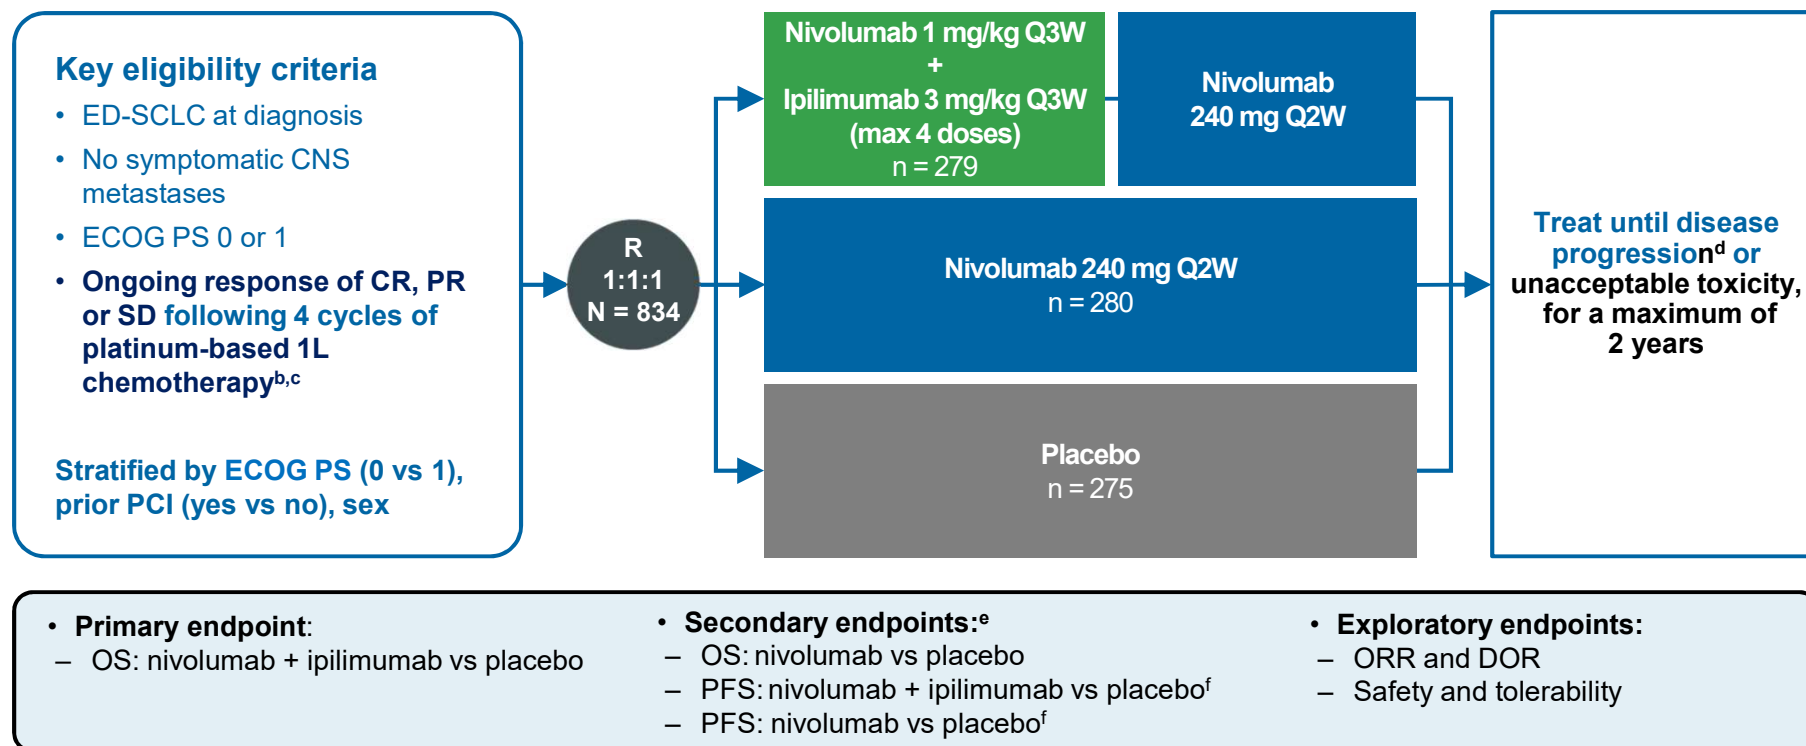 Key eligibility criteria
• ED-SCLC at diagnosis
• No symptomatic CNS
metastases
• ECOG PS 0 or 1
• Ongoing response of CR, PR
or SD following 4 cycles of
platinum-based 1L
chemotherapyb,c
Stratified by ECOG PS (0 vs 1),
prior PCI (yes vs no), sex
R
1:1:1
N = 834
Nivolumab 1 mg/kg Q3W
+
Ipilimumab 3 mg/kg Q3W
(max 4 doses)
n = 279
Nivolumab
240 mg Q2W
Nivolumab 240 mg Q2W
n = 280
Placebo
n = 275
Treat until disease
progressiond or
unacceptable toxicity,
for a maximum of
2 years
• Primary endpoint:
– OS: nivolumab + ipilimumab vs placebo
• Secondary endpoints:e
– OS: nivolumab vs placebo
– PFS: nivolumab + ipilimumab vs placebof
– PFS: nivolumab vs placebof
• Exploratory endpoints:
– ORR and DOR
– Safety and tolerability